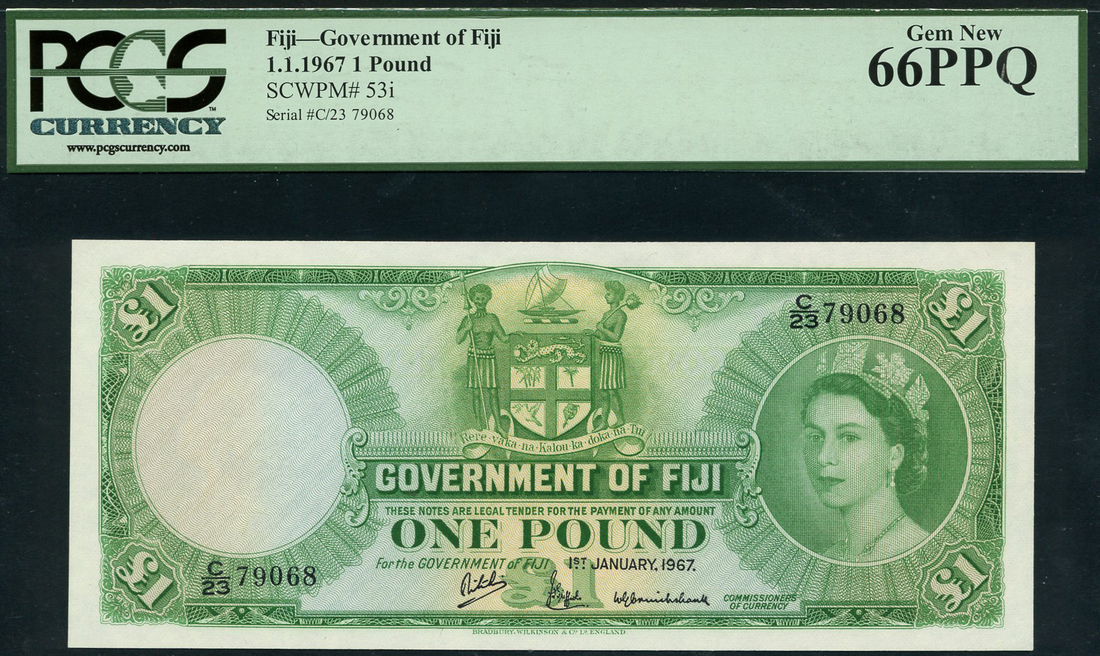 PCGS
CURRENCY
™
www.pcgscurrency.com
Fiji—Government of Fiji
1.1.1967 1 Pound
SCWPM# 53i
Serial #C/23 79068
Gem New
66PPQ
£1
£1
C/23 79068
Rere·vaka·na·Kalou·ka·doka·na·Tui
GOVERNMENT OF FIJI
THESE NOTES ARE LEGAL TENDER FOR THE PAYMENT OF ANY AMOUNT
ONE POUND
For the GOVERNMENT of FIJI 1ST JANUARY, 1967.
£1
C/23 79068
£1
£1
COMMISSIONERS
OF CURRENCY
BRADBURY, WILKINSON & Co Ld. ENGLAND